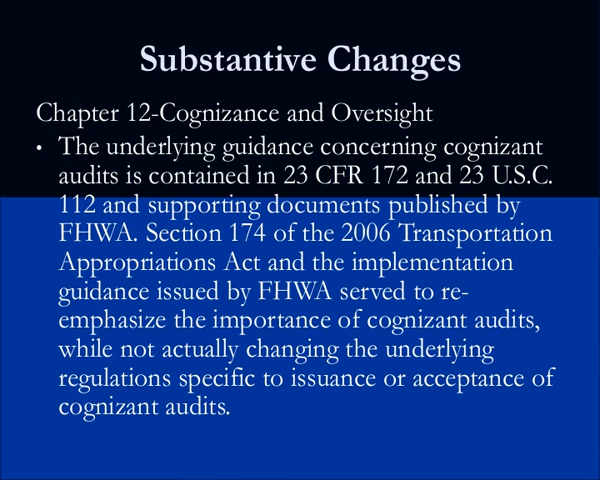 Substantive Changes
Chapter 12-Cognizance and Oversight
• The underlying guidance concerning cognizant
audits is contained in 23 CFR 172 and 23 U.S.C.
112 and supporting documents published by
FHWA. Section 174 of the 2006 Transportation
Appropriations Act and the implementation
guidance issued by FHWA served to re-
emphasize the importance of cognizant audits,
while not actually changing the underlying
regulations specific to issuance or acceptance of
cognizant audits.